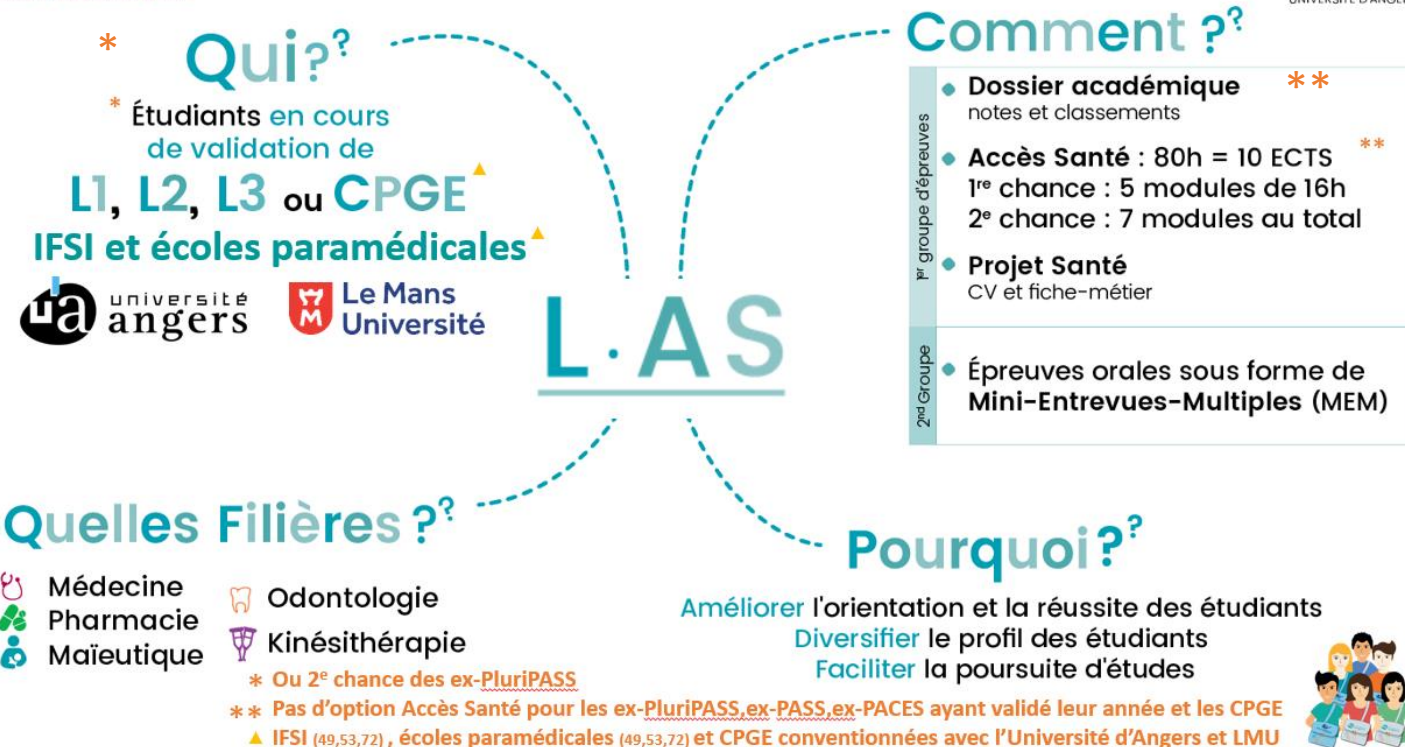 UNIVERSITÉ D'ANGERS
*
Qui??
* Étudiants en cours
de validation de
L1, L2, L3 ou CPGE▲
IFSI et écoles paramédicales▲
ua université
angers
Le Mans
Université
Comment ??
1er groupe d'épreuves
Dossier académique **
notes et classements
Accès Santé : 80h = 10 ECTS **
1re chance : 5 modules de 16h
2e chance : 7 modules au total
Projet Santé
CV et fiche-métier
2nd Groupe
Épreuves orales sous forme de
Mini-Entrevues-Multiples (MEM)
L·AS
Quelles Filières ??
Médecine
Pharmacie
Maïeutique
Odontologie
Kinésithérapie
Pourquoi??
Améliorer l'orientation et la réussite des étudiants
Diversifier le profil des étudiants
Faciliter la poursuite d'études
* Ou 2e chance des ex-PluriPASS
** Pas d'option Accès Santé pour les ex-PluriPASS,ex-PASS,ex-PACES ayant validé leur année et les CPGE
▲ IFSI (49,53,72) , écoles paramédicales (49,53,72) et CPGE conventionnées avec l'Université d'Angers et LMU